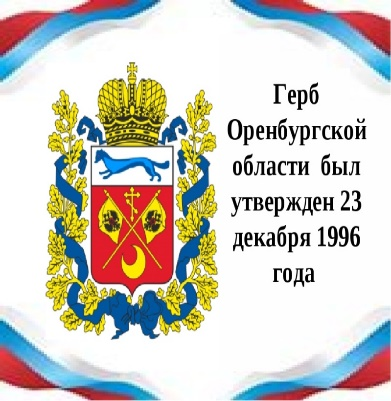 Герб
Оренбургской
области был
утвержден 23
декабря 1996
года